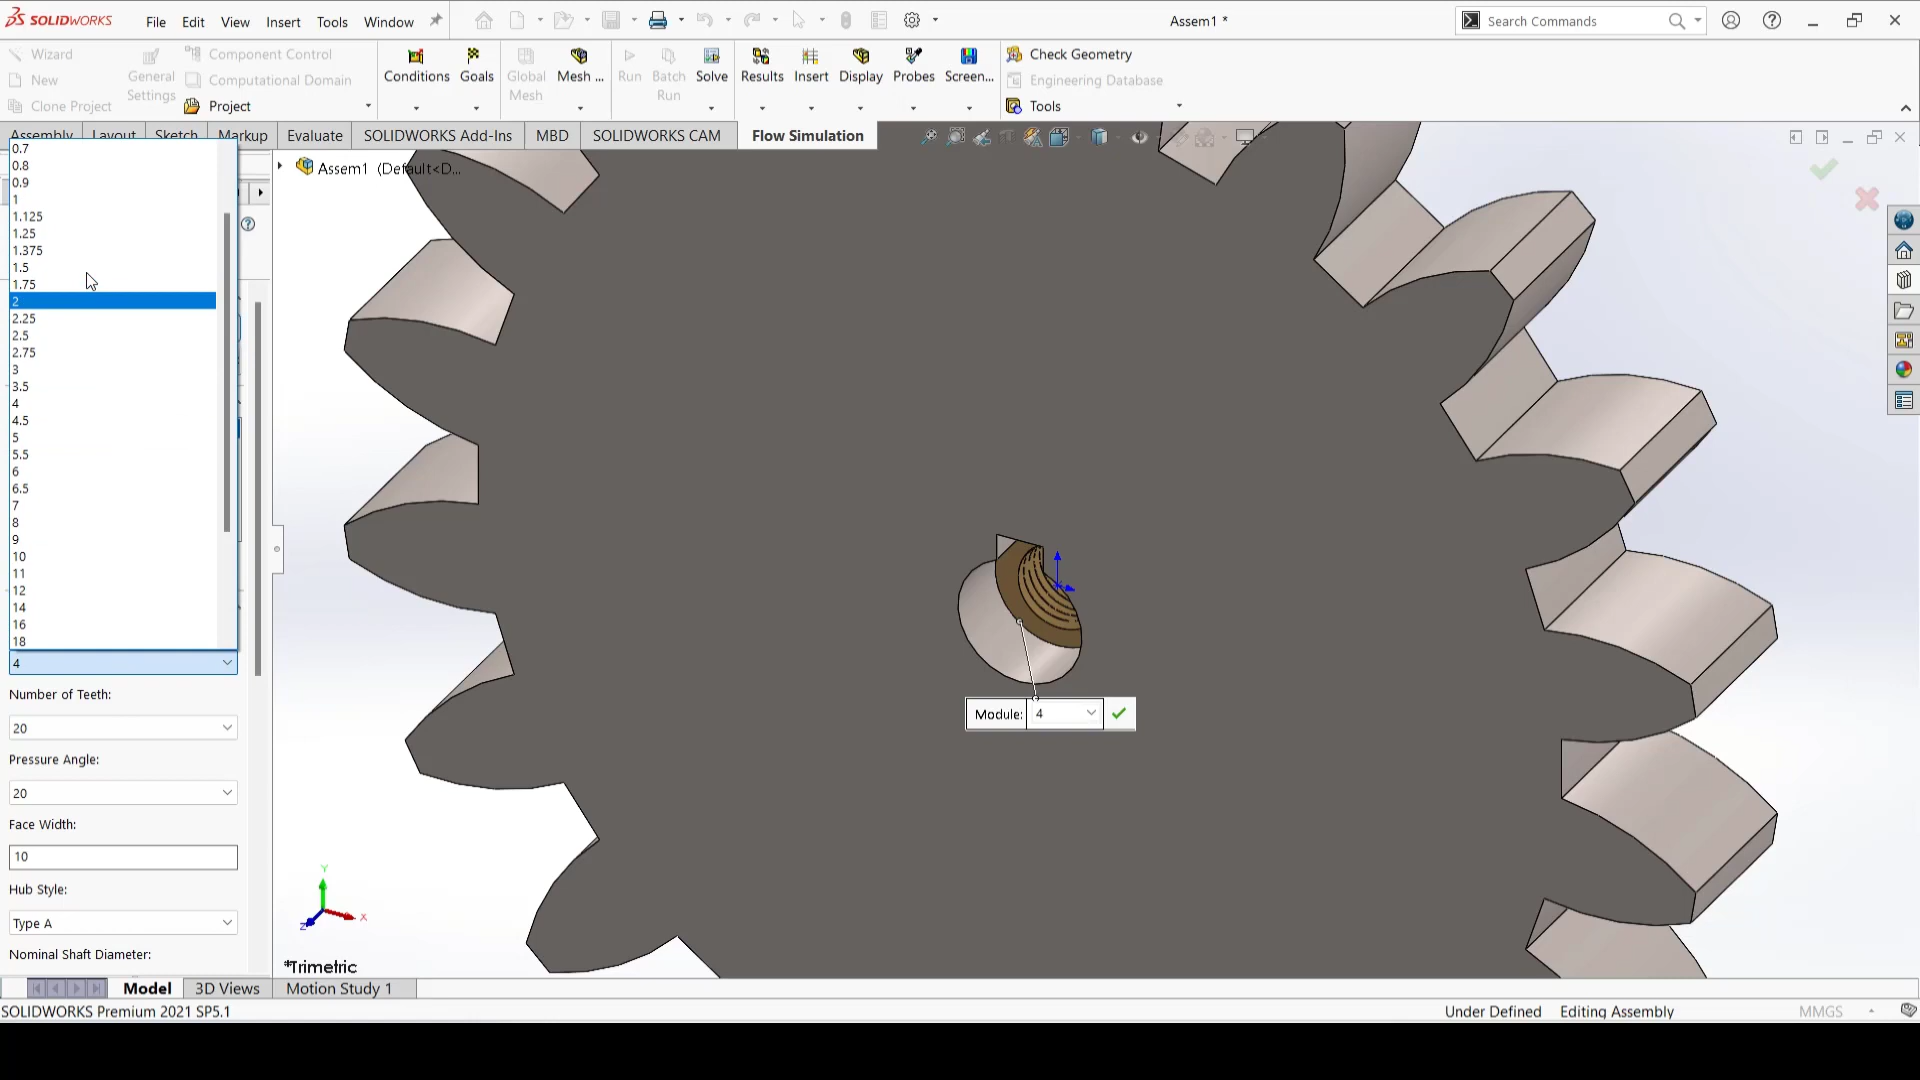 SOLIDWORKS
File Edit View Insert Tools Window
Assem1 *
Search Commands
Wizard
New
Clone Project
General Settings
Component Control
Computational Domain
Project
Conditions
Goals
Global Mesh
Mesh ...
Run
Batch Run
Solve
Results
Insert
Display
Probes
Screen...
Check Geometry
Engineering Database
Tools
Assembly Layout Sketch Markup Evaluate SOLIDWORKS Add-Ins MBD SOLIDWORKS CAM Flow Simulation
Assem1 (Default<D...
0.7
0.8
0.9
1
1.125
1.25
1.375
1.5
1.75
2
2.25
2.5
2.75
3
3.5
4
4.5
5
5.5
6
6.5
7
8
9
10
11
12
14
16
18
4
Number of Teeth:
20
Pressure Angle:
20
Face Width:
10
Hub Style:
Type A
Nominal Shaft Diameter:
Module: 4
Y
X
Z
*Trimetric
Model 3D Views Motion Study 1
SOLIDWORKS Premium 2021 SP5.1
Under Defined Editing Assembly MMGS